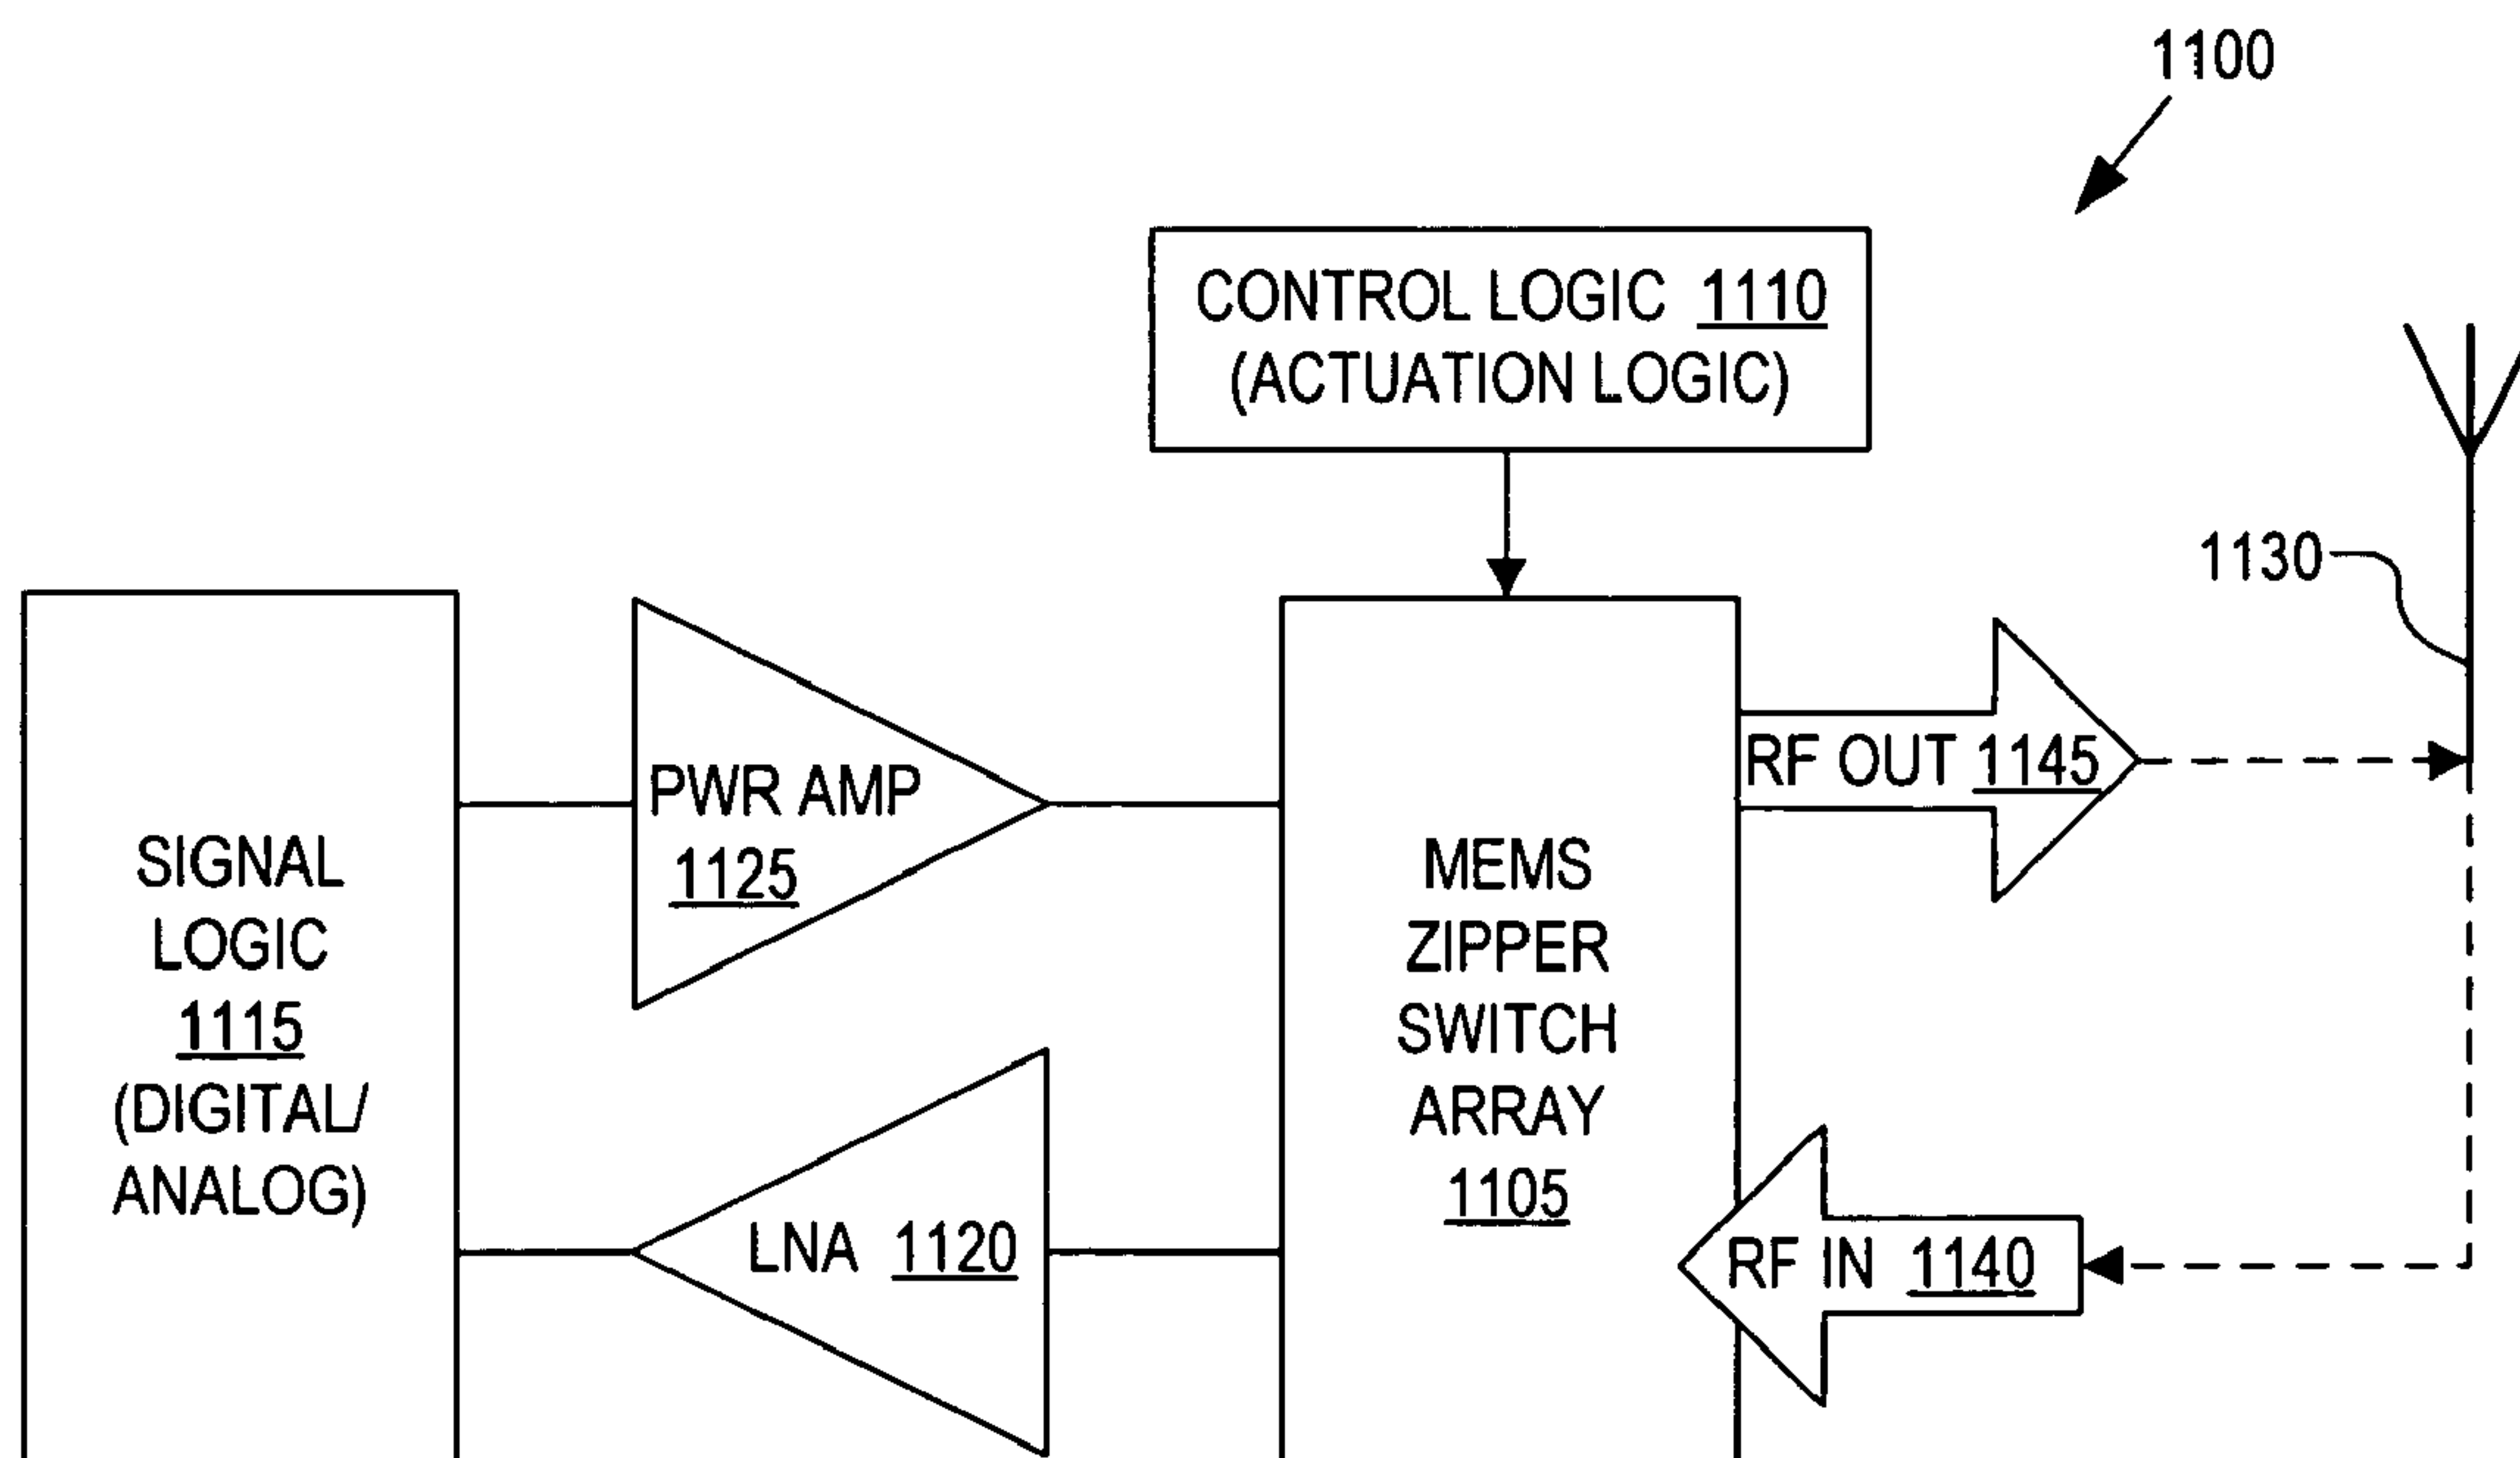 1100
CONTROL LOGIC 1110
(ACTUATION LOGIC)
1130
SIGNAL
LOGIC
1115
(DIGITAL/
ANALOG)
PWR AMP
1125
LNA 1120
MEMS
ZIPPER
SWITCH
ARRAY
1105
RF OUT 1145
RF IN 1140